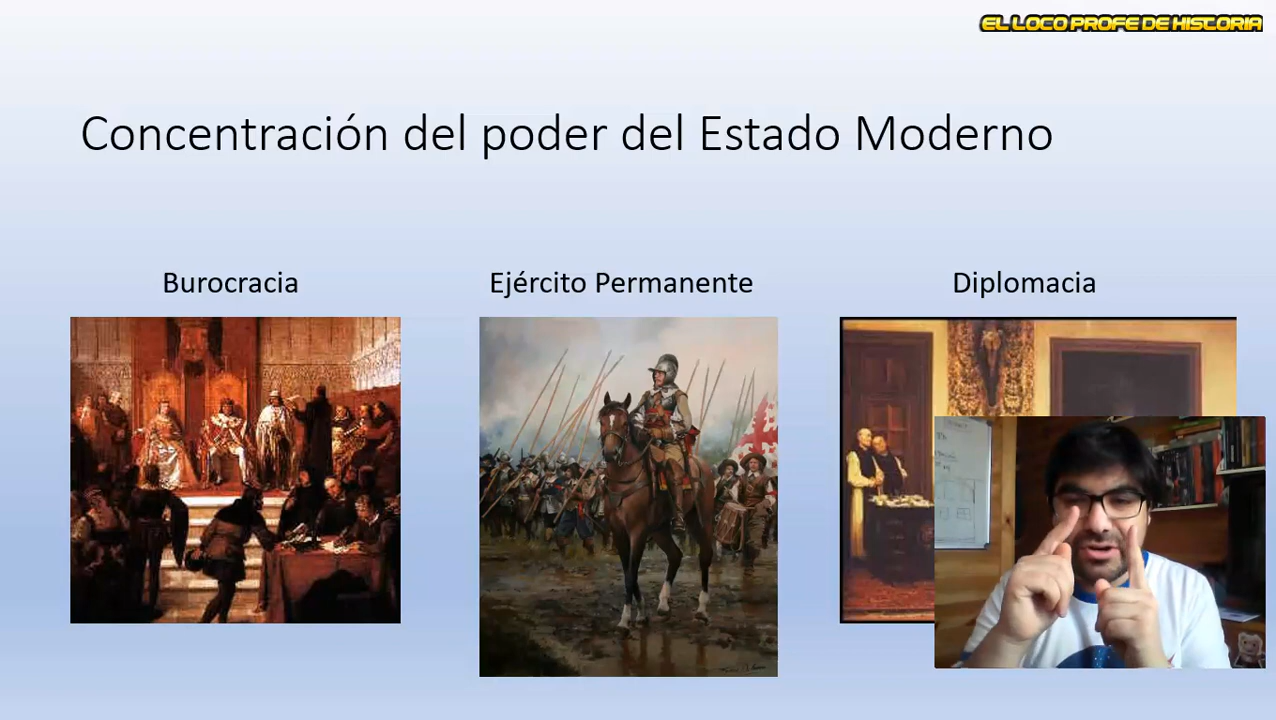 EL LOCO PROFE DE HISTORIA
Concentración del poder del Estado Moderno
Burocracia
Ejército Permanente
Diplomacia